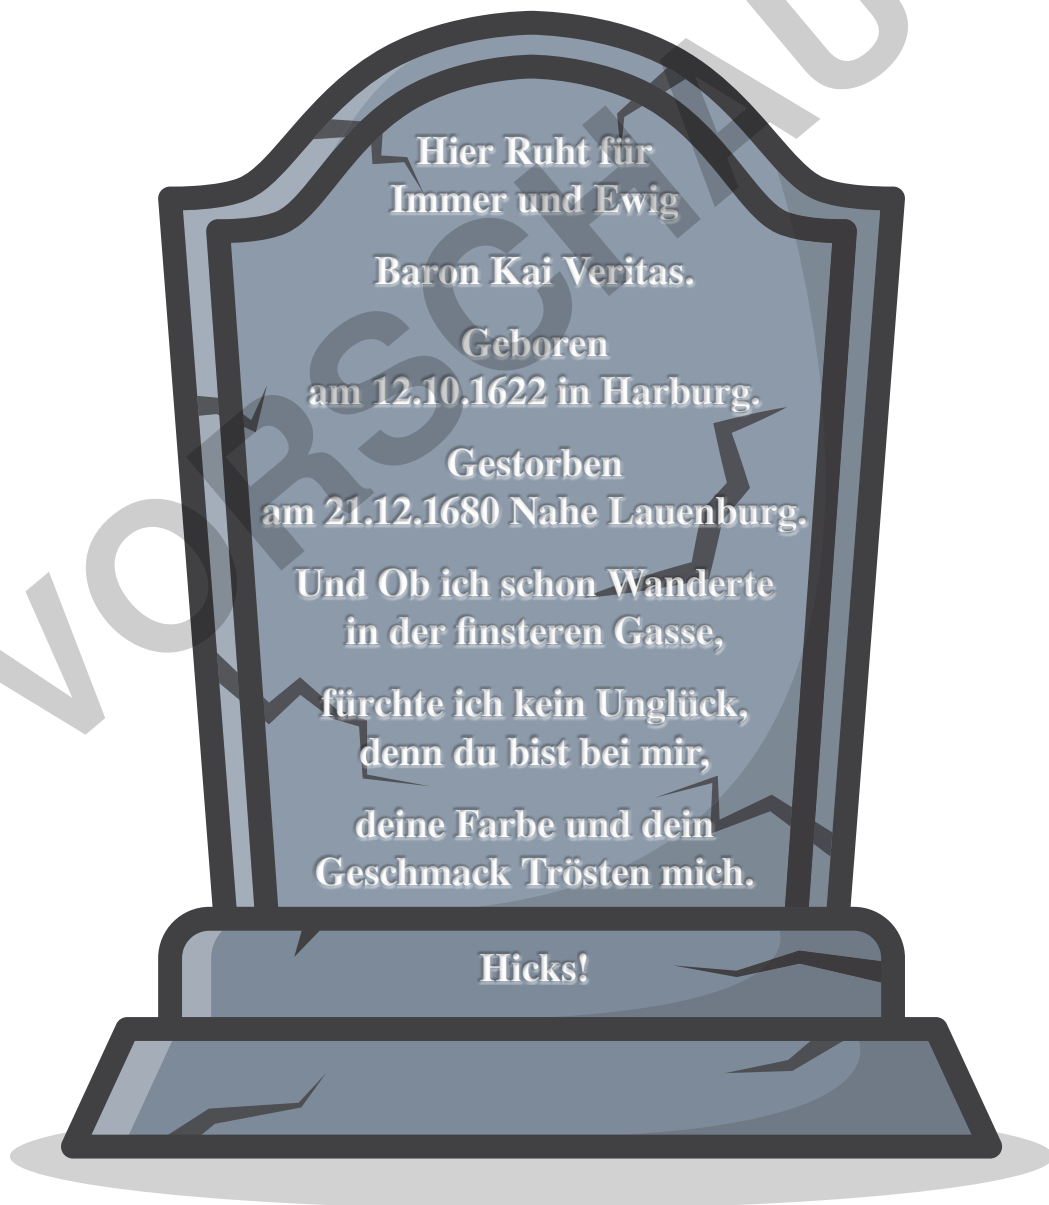 Hier Ruht für
Immer und Ewig
Baron Kai Veritas.
Geboren
am 12.10.1622 in Harburg.
Gestorben
am 21.12.1680 Nahe Lauenburg.
Und Ob ich schon Wanderte
in der finsteren Gasse,
fürchte ich kein Unglück,
denn du bist bei mir,
deine Farbe und dein
Geschmack Trösten mich.
Hicks!
VORSCHAU